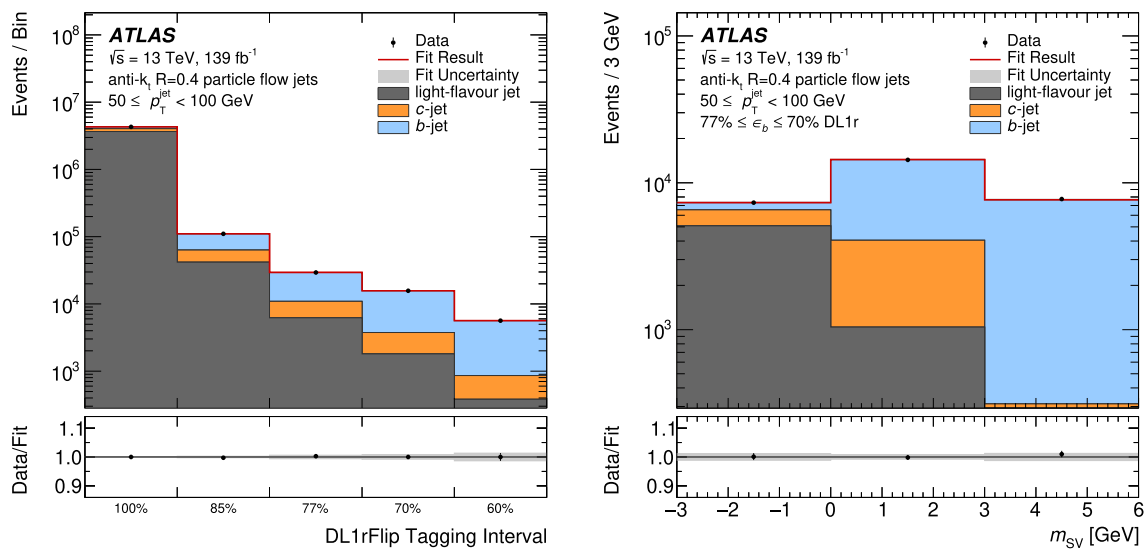 Events / Bin
10⁸
10⁷
10⁶
10⁵
10⁴
10³
ATLAS
√s = 13 TeV, 139 fb⁻¹
anti-kₜ R=0.4 particle flow jets
50 ≤ p_T^jet < 100 GeV
Data
Fit Result
Fit Uncertainty
light-flavour jet
c-jet
b-jet
Data/Fit
1.1
1.0
0.9
100% 85% 77% 70% 60%
DL1rFlip Tagging Interval
Events / 3 GeV
10⁵
10⁴
10³
ATLAS
√s = 13 TeV, 139 fb⁻¹
anti-kₜ R=0.4 particle flow jets
50 ≤ p_T^jet < 100 GeV
77% ≤ ϵ_b ≤ 70% DL1r
Data
Fit Result
Fit Uncertainty
light-flavour jet
c-jet
b-jet
Data/Fit
1.1
1.0
0.9
−3 −2 −1 0 1 2 3 4 5 6
m_SV [GeV]